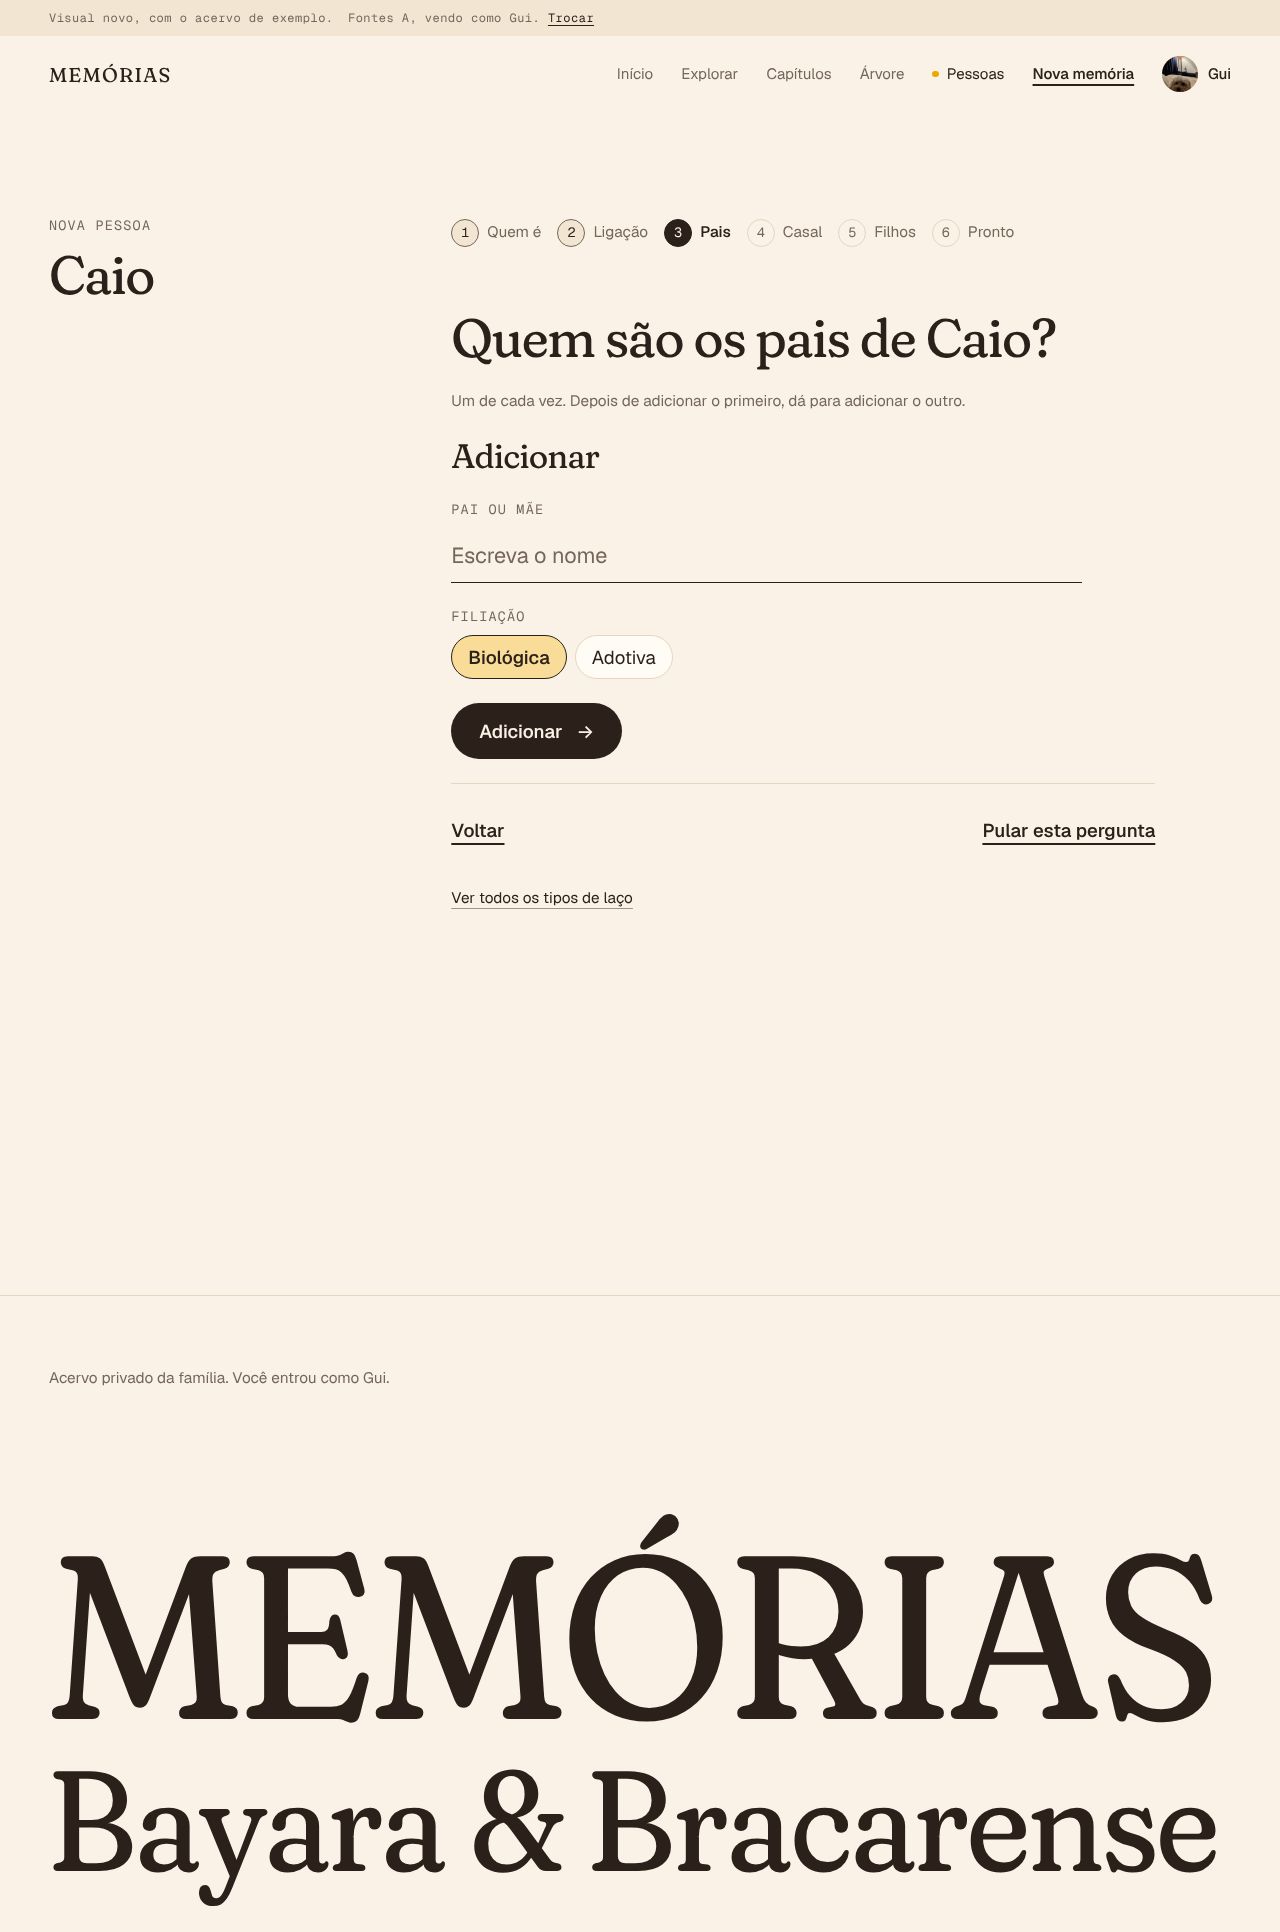 Visual novo, com o acervo de exemplo. Fontes A, vendo como Gui. Trocar
MEMÓRIAS
Início Explorar Capítulos Árvore Pessoas Nova memória Gui
NOVA PESSOA
Caio
1 Quem é 2 Ligação 3 Pais 4 Casal 5 Filhos 6 Pronto
Quem são os pais de Caio?
Um de cada vez. Depois de adicionar o primeiro, dá para adicionar o outro.
Adicionar
PAI OU MÃE
Escreva o nome
FILIAÇÃO
Biológica Adotiva
Adicionar →
Voltar Pular esta pergunta
Ver todos os tipos de laço
Acervo privado da família. Você entrou como Gui.
MEMÓRIAS
Bayara & Bracarense